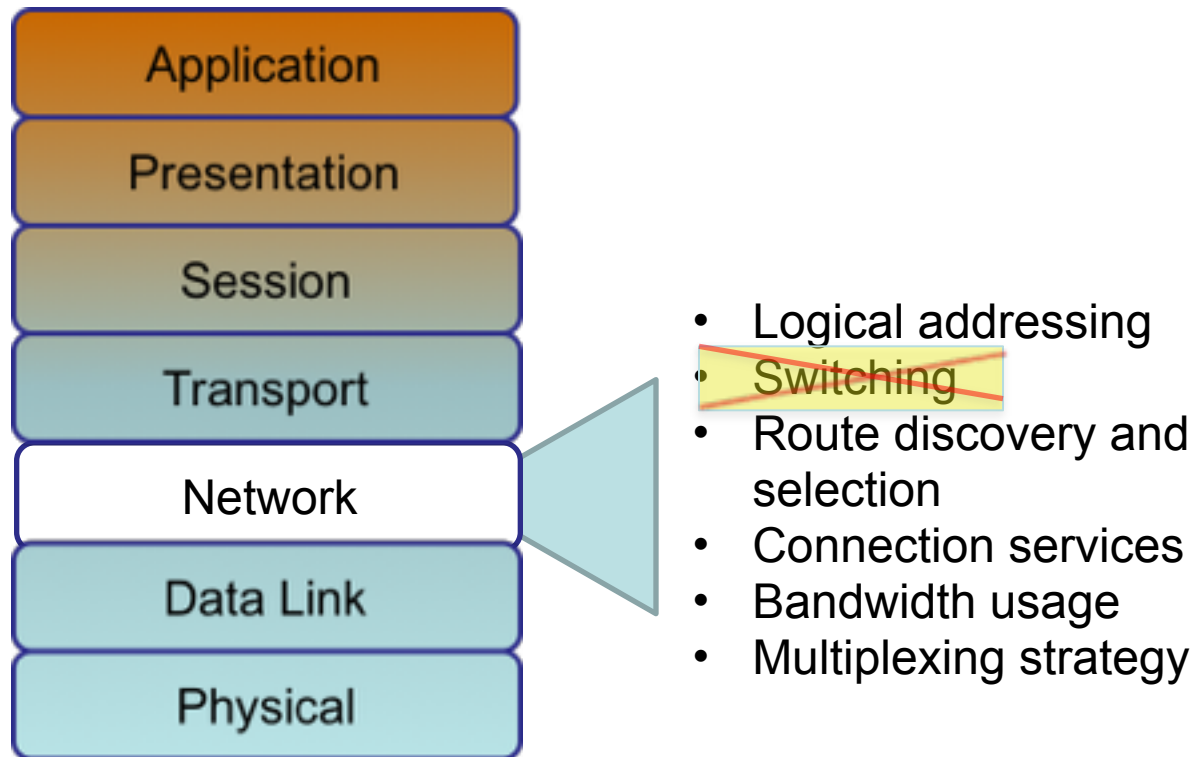 Application
Presentation
Session
Transport
Network
Data Link
Physical
• Logical addressing
• Switching
• Route discovery and
selection
• Connection services
• Bandwidth usage
• Multiplexing strategy